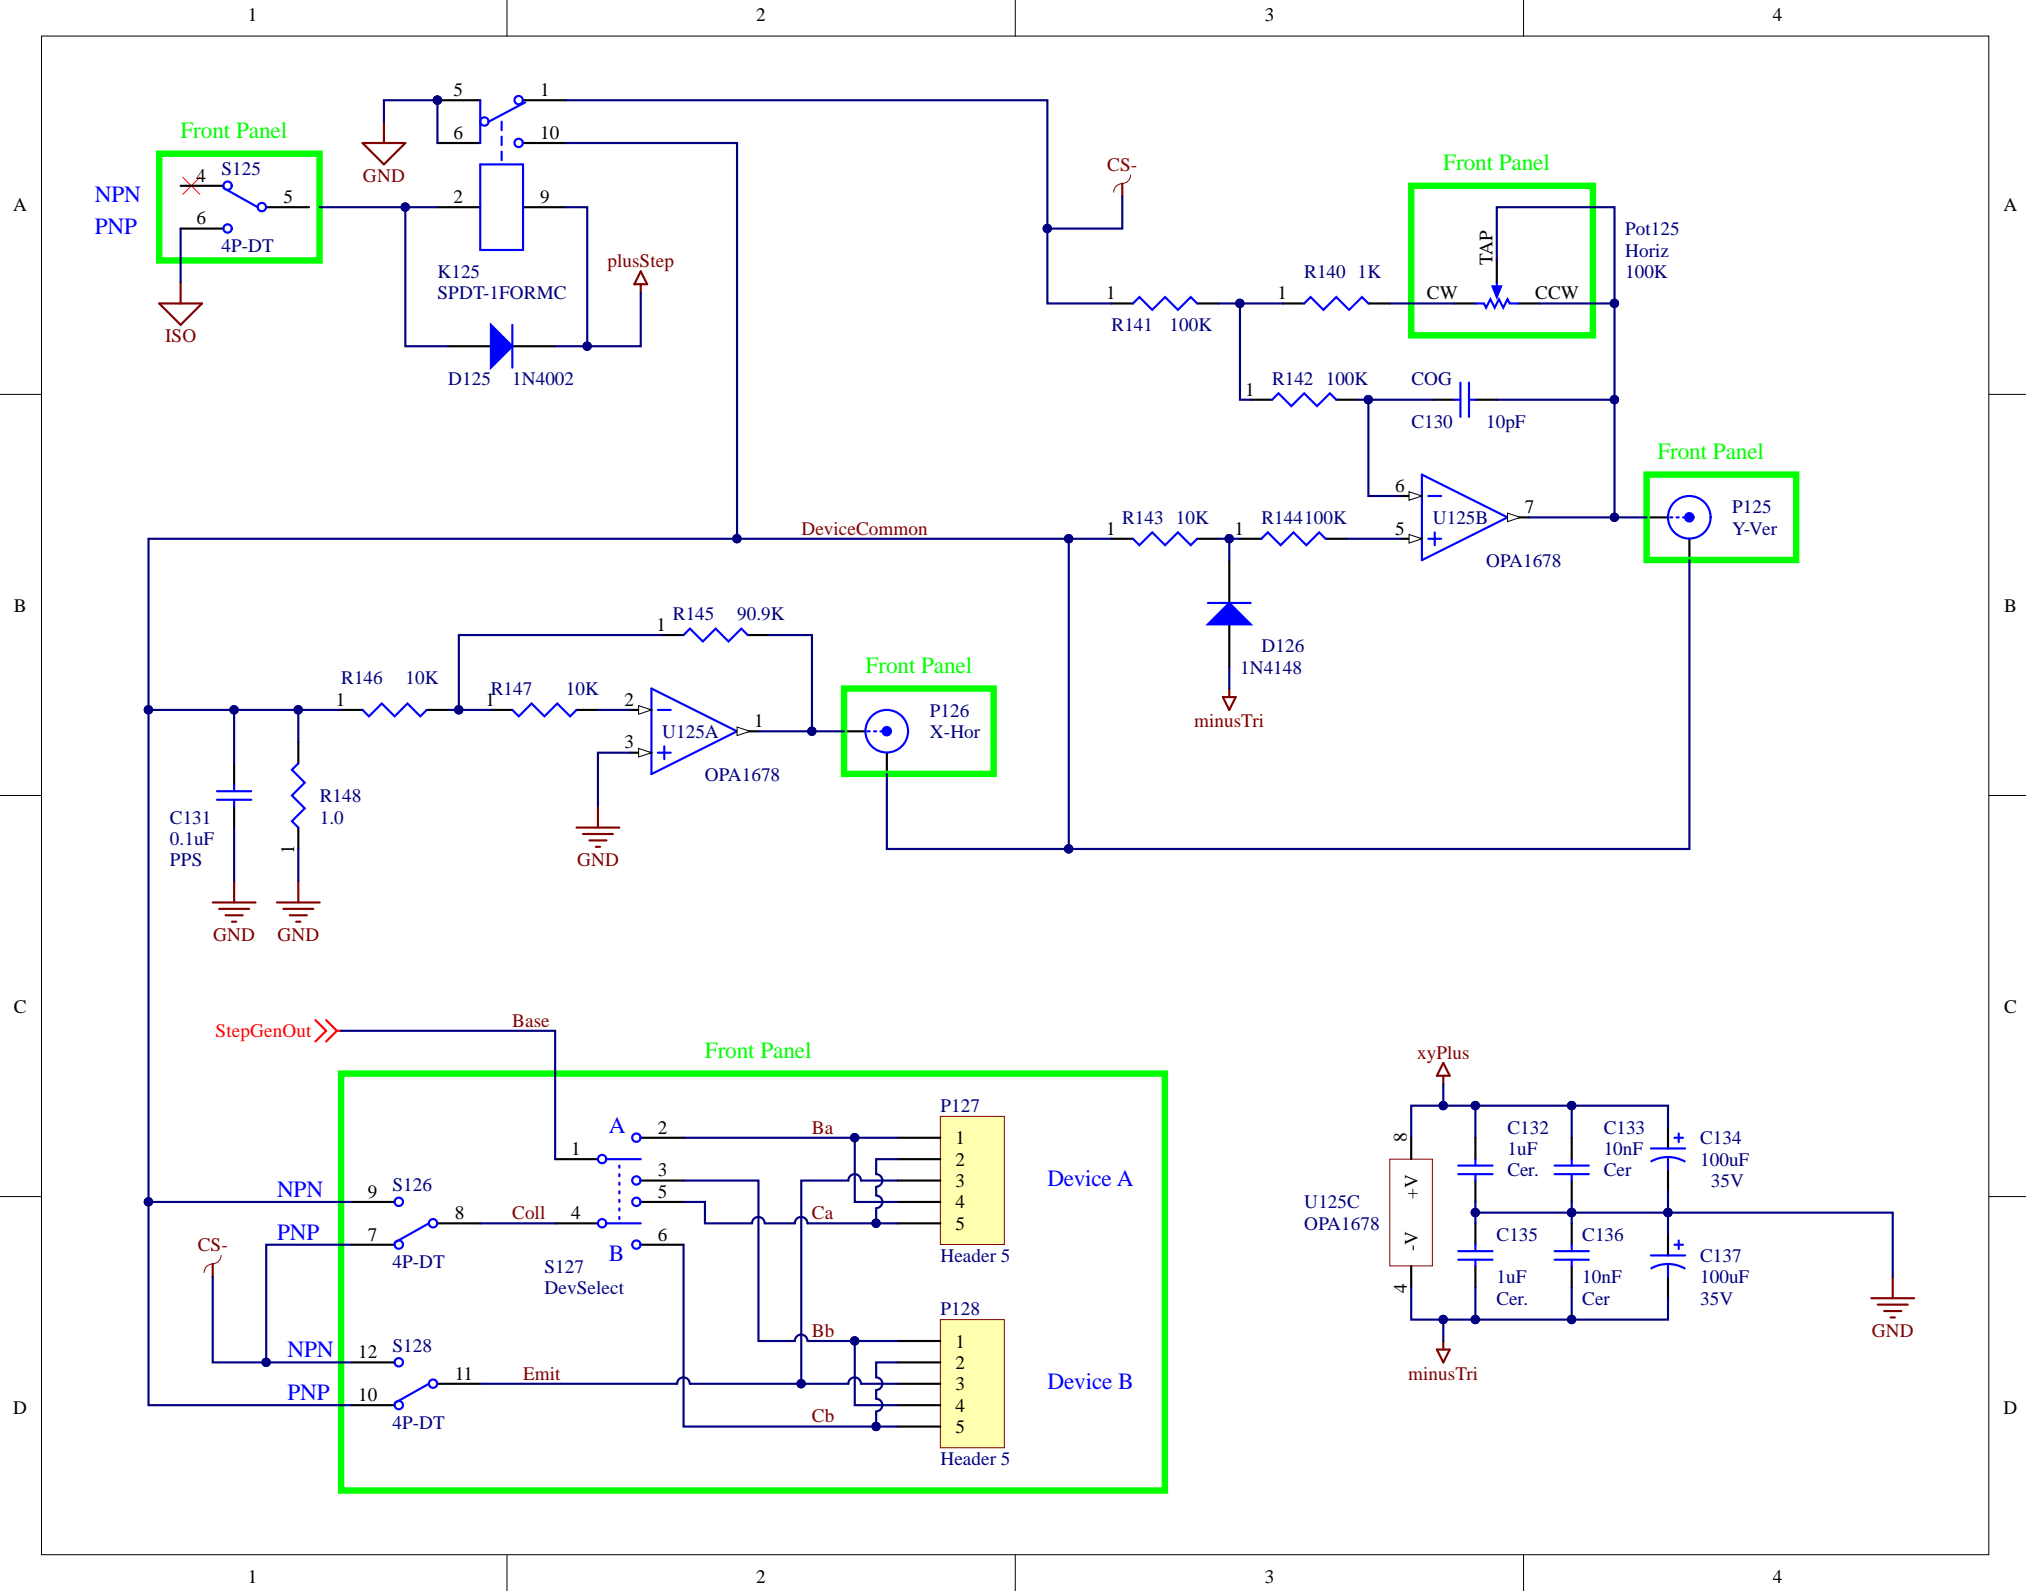 1 2 3 4
A
B
C
D
A
B
C
D
1 2 3 4
Front Panel
NPN
PNP
4 S125
5
6
4P-DT
ISO
5 1
6 10
GND
2 9
K125
SPDT-1FORMC
plusStep
D125 1N4002
CS-
1
R141 100K
R140 1K
1
Front Panel
TAP
CW CCW
Pot125
Horiz
100K
R142 100K
1
COG
C130 10pF
Front Panel
6
7
5
U125B
OPA1678
P125
Y-Ver
DeviceCommon
1 R143 10K
1 R144100K
D126
1N4148
minusTri
R145 90.9K
1
R146 10K
1
R147 10K
1
2
3
1
U125A
OPA1678
GND
Front Panel
P126
X-Hor
C131
0.1uF
PPS
GND
R148
1.0
1
GND
StepGenOut
Base
Front Panel
A 2
1
3
5
4
B 6
S127
DevSelect
NPN 9 S126
8 Coll
PNP 7
4P-DT
CS-
NPN 12 S128
11 Emit
PNP 10
4P-DT
Ba
Ca
Bb
Cb
P127
1
2
3
4
5
Header 5
Device A
P128
1
2
3
4
5
Header 5
Device B
xyPlus
8
+V
-V
4
U125C
OPA1678
C132
1uF
Cer.
C133
10nF
Cer
+ C134
100uF
35V
C135
1uF
Cer.
C136
10nF
Cer
+ C137
100uF
35V
minusTri
GND